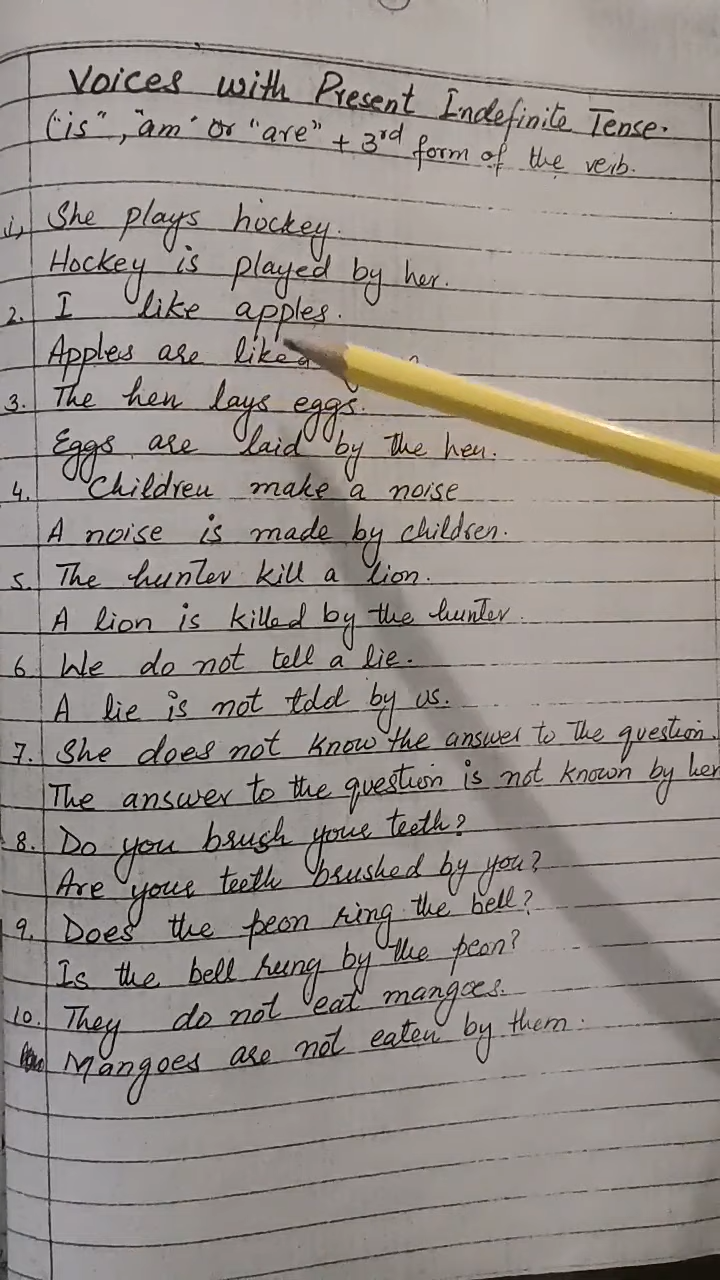 Voices with Present Indefinite Tense.
("is", "am" or "are" + 3rd form of the verb.
1, She plays hockey.
Hockey is played by her.
2. I like apples.
Apples are liked
3. The hen lays eggs.
Eggs are laid by the hen.
4. Children make a noise
A noise is made by children.
5. The hunter kill a lion.
A lion is killed by the hunter.
6 We do not tell a lie.
A lie is not told by us.
7. She does not know the answer to the question.
The answer to the question is not known by her
8. Do you brush your teeth?
Are your teeth brushed by you?
9. Does the peon ring the bell?
Is the bell rung by the peon?
10. They do not eat mangoes.
Mangoes are not eaten by them.